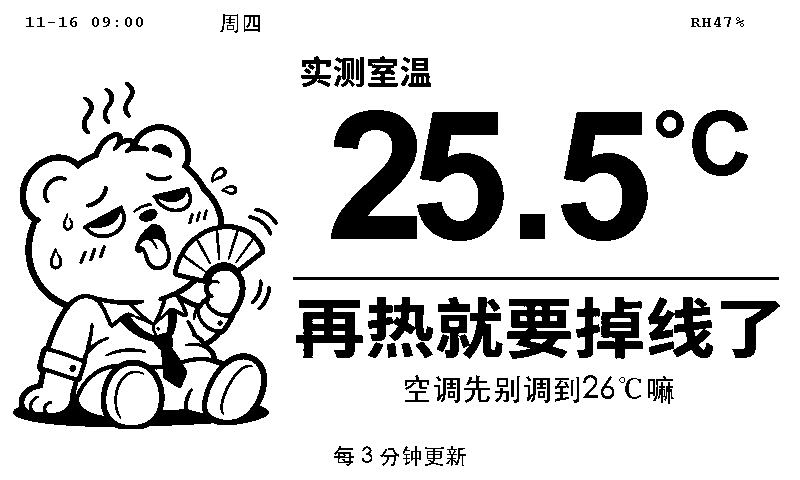 11-16 09:00 周四 RH47%
实测室温
25.5°C
再热就要掉线了
空调先别调到26℃嘛
每 3 分钟更新